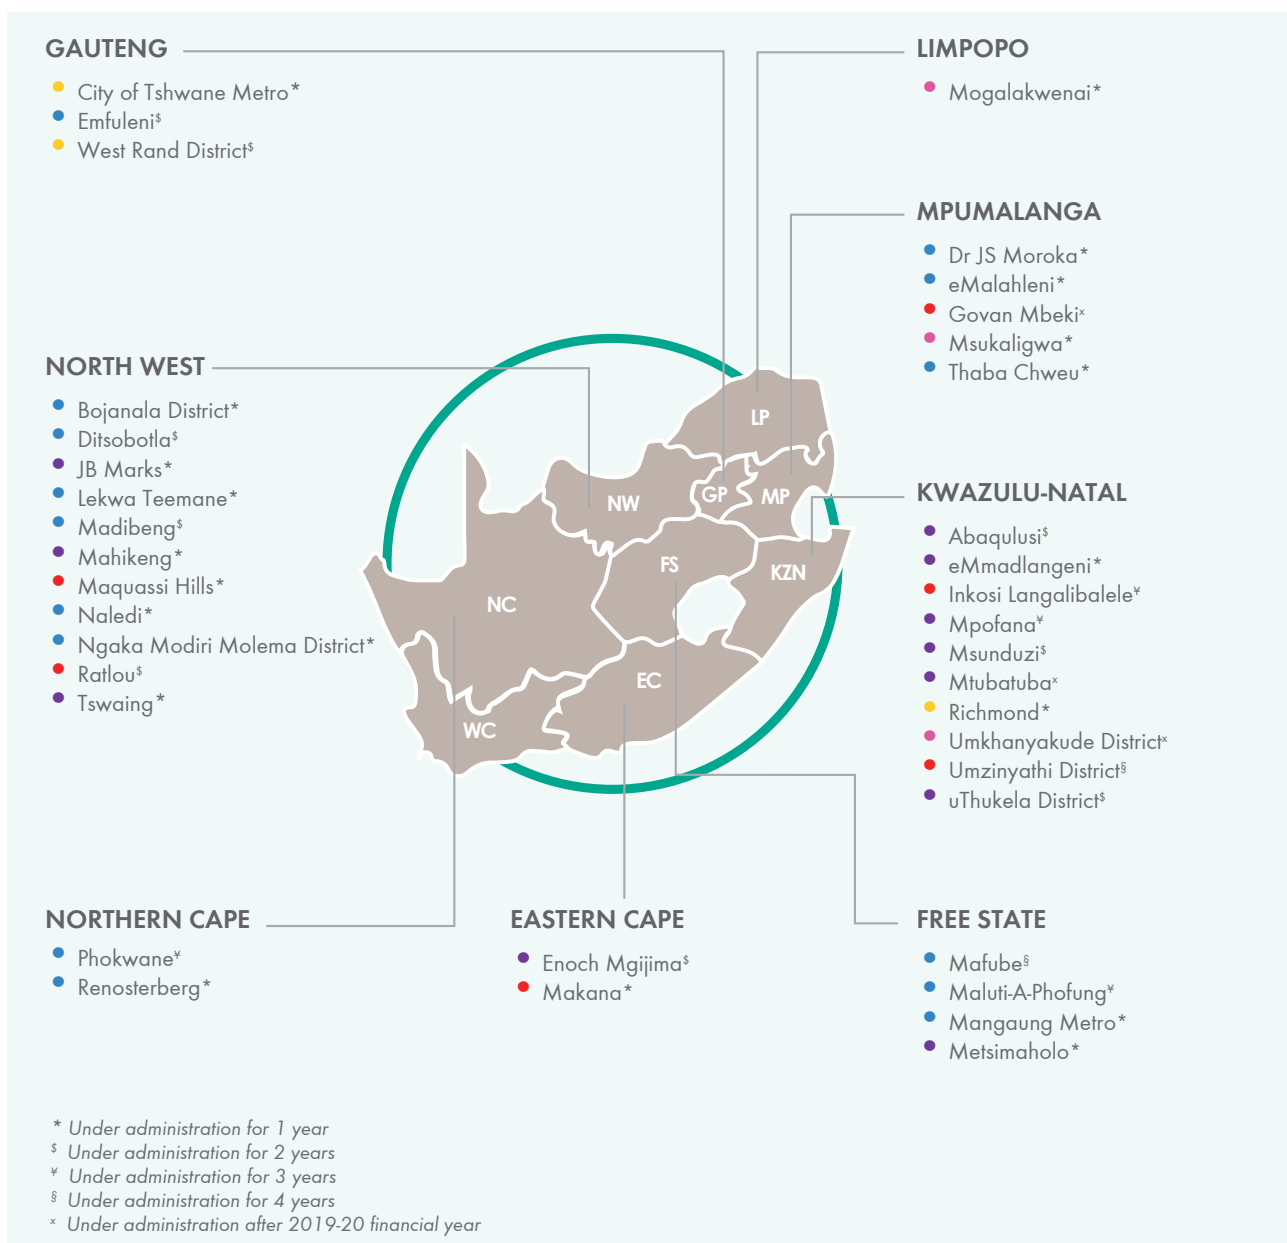 GAUTENG
City of Tshwane Metro*
Emfuleni$
West Rand District$
LIMPOPO
Mogalakwenai*
MPUMALANGA
Dr JS Moroka*
eMalahleni*
Govan Mbekiˣ
Msukaligwa*
Thaba Chweu*
NORTH WEST
Bojanala District*
Ditsobotla$
JB Marks*
Lekwa Teemane*
Madibeng$
Mahikeng*
Maquassi Hills*
Naledi*
Ngaka Modiri Molema District*
Ratlou$
Tswaing*
LP
NW
GP
MP
FS
KZN
NC
EC
WC
KWAZULU-NATAL
Abaqulusi$
eMmadlangeni*
Inkosi Langalibalele¥
Mpofana¥
Msunduzi$
Mtubatubaˣ
Richmond*
Umkhanyakude Districtˣ
Umzinyathi District§
uThukela District$
NORTHERN CAPE
Phokwane¥
Renosterberg*
EASTERN CAPE
Enoch Mgijima$
Makana*
FREE STATE
Mafube§
Maluti-A-Phofung¥
Mangaung Metro*
Metsimaholo*
* Under administration for 1 year
$ Under administration for 2 years
¥ Under administration for 3 years
§ Under administration for 4 years
ˣ Under administration after 2019-20 financial year